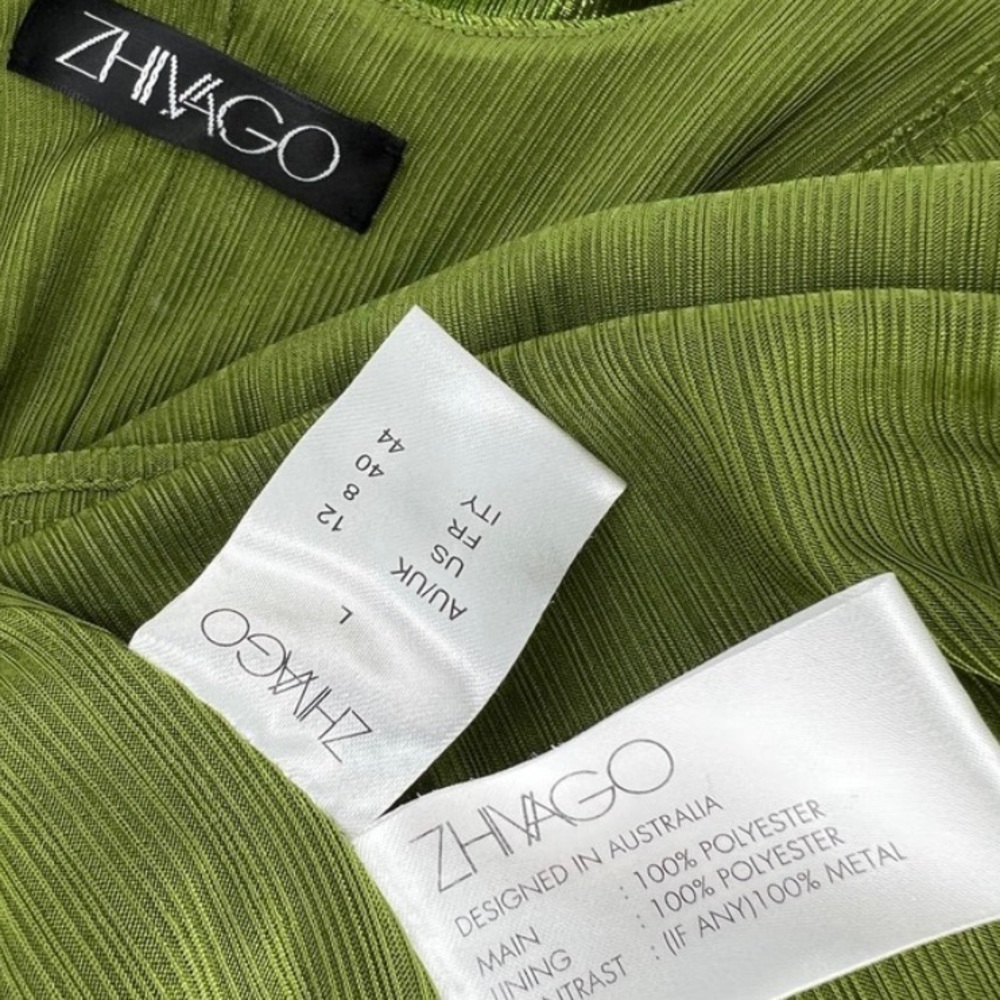 ZHIVAGO
ZHIVAGO
L
AU/UK 12
US 8
FR 40
ITY 44
ZHIVAGO
DESIGNED IN AUSTRALIA
MAIN : 100% POLYESTER
LINING : 100% POLYESTER
NTRAST : (IF ANY)100% METAL